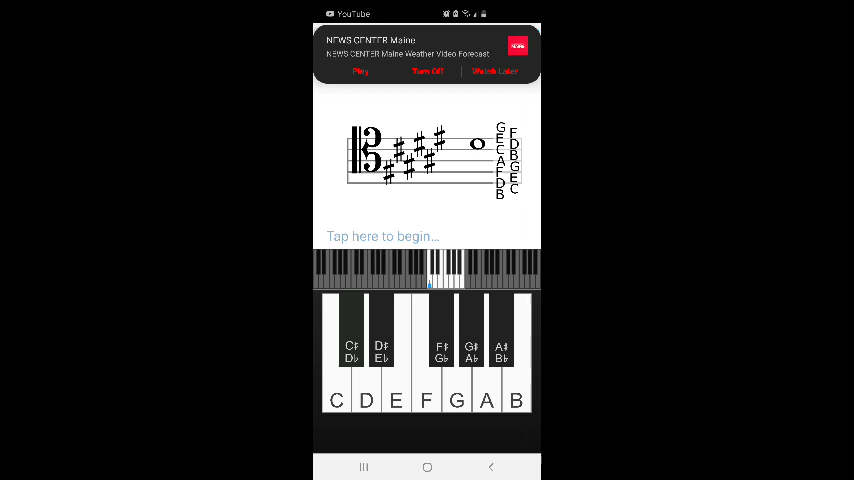 YouTube
NEWS CENTER Maine
NEWS CENTER Maine Weather Video Forecast
Play Turn Off Watch Later
G
F
E
D
C
B
A
G
F
E
D
C
B
Tap here to begin...
C♯ D♯ F♯ G♯ A♯
D♭ E♭ G♭ A♭ B♭
C D E F G A B